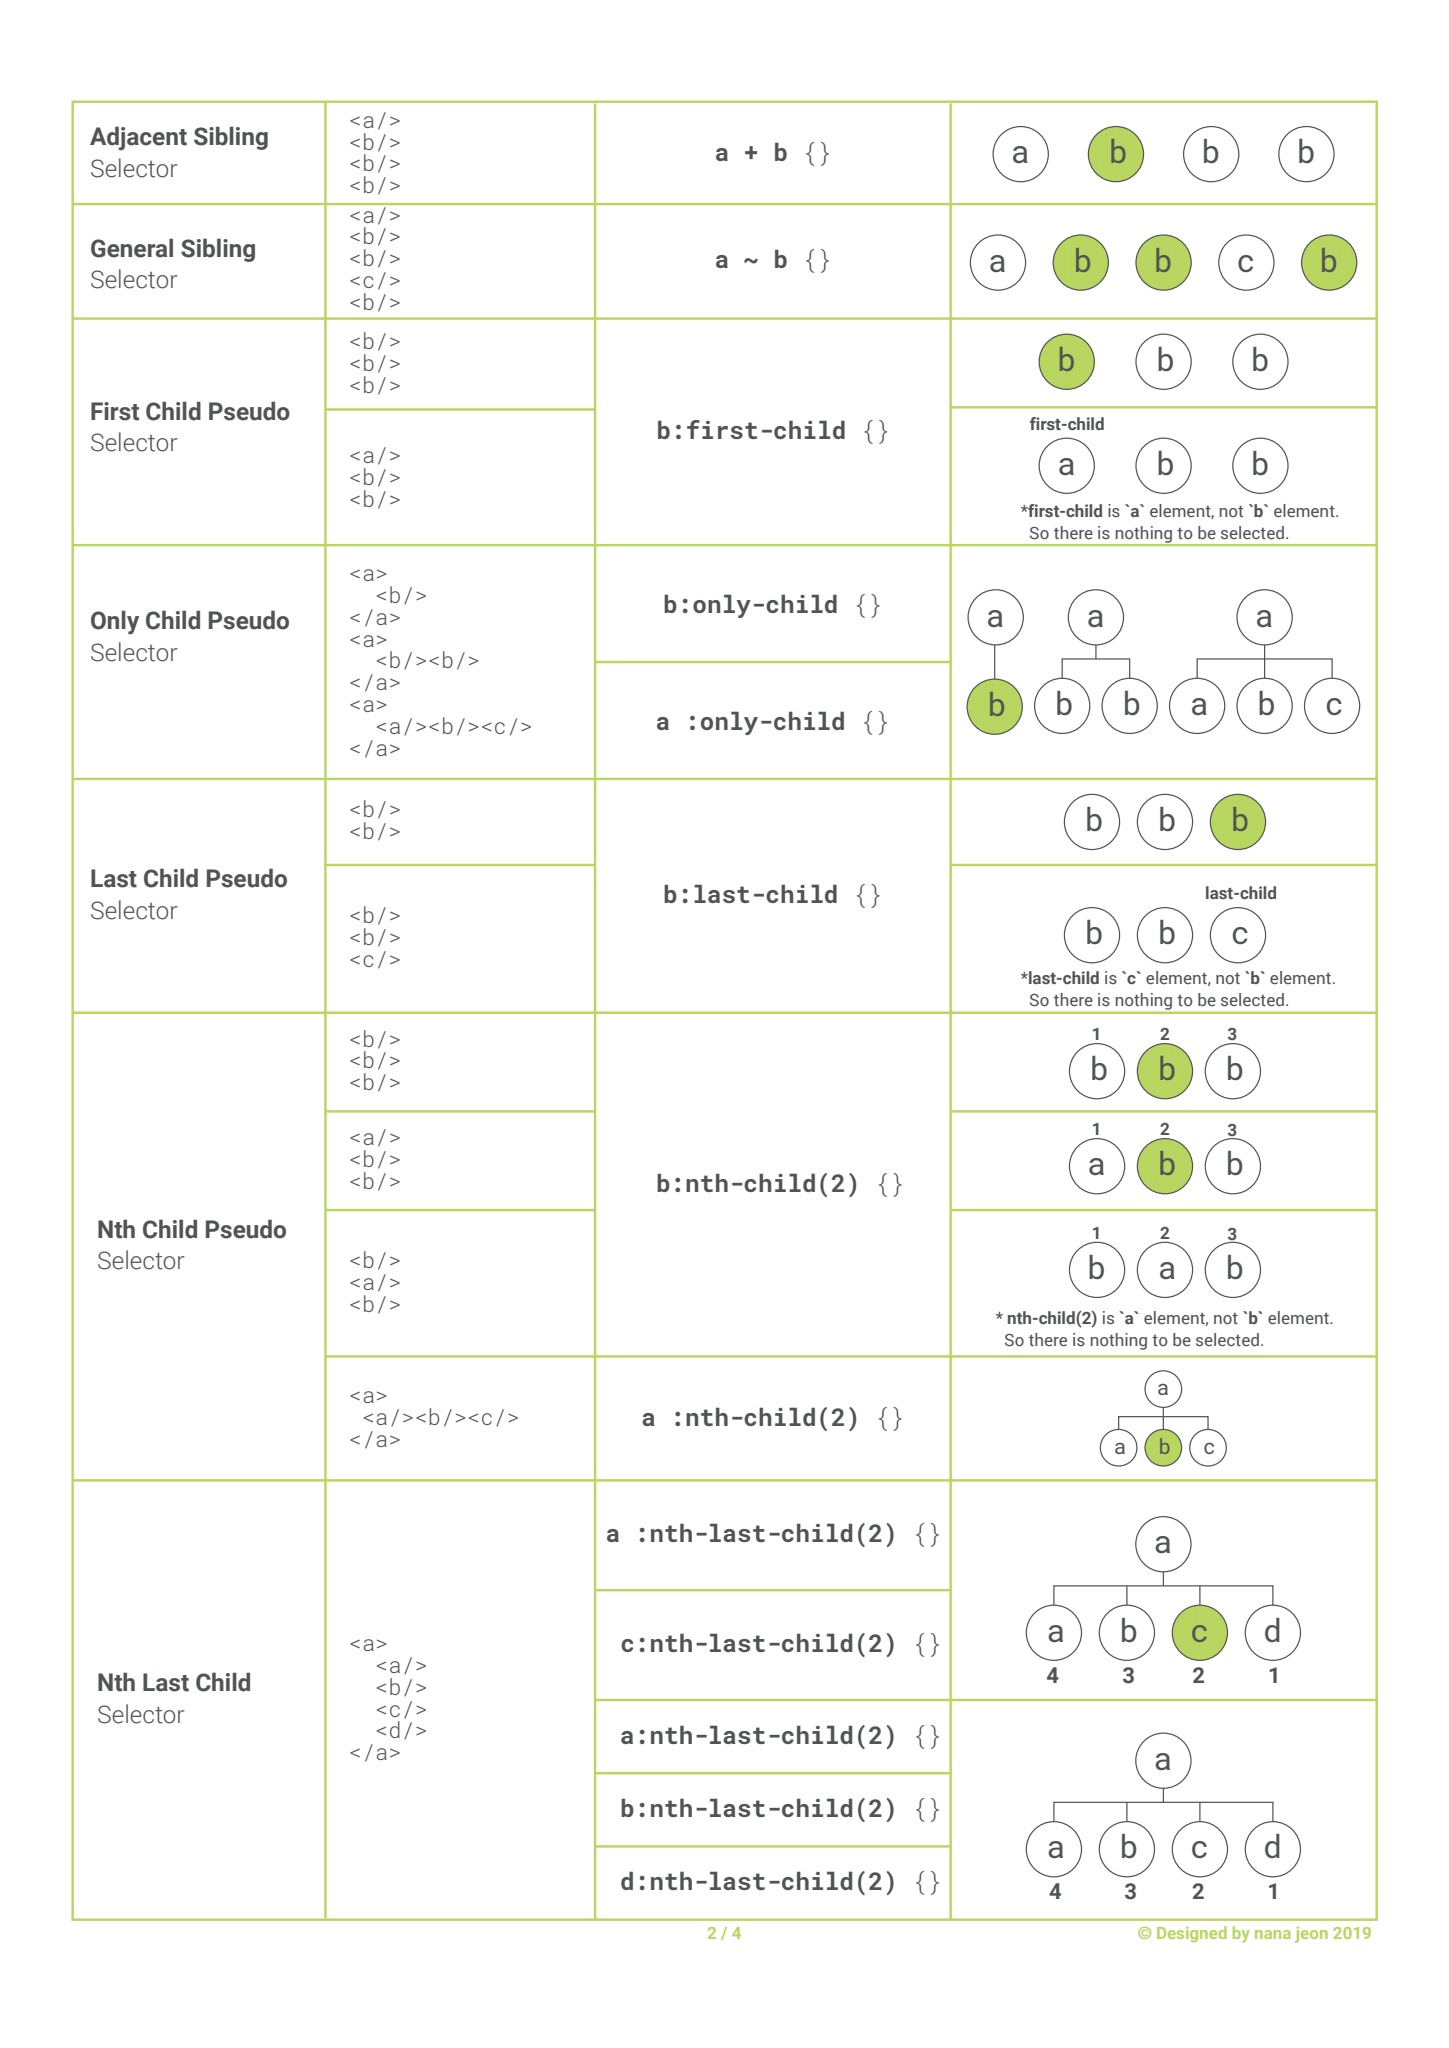 Adjacent Sibling
Selector
<a/>
<b/>
<b/>
<b/>
a + b {}
a b b b
General Sibling
Selector
<a/>
<b/>
<b/>
<c/>
<b/>
a ~ b {}
a b b c b
First Child Pseudo
Selector
<b/>
<b/>
<b/>
<a/>
<b/>
<b/>
b:first-child {}
b b b
first-child
a b b
*first-child is `a` element, not `b` element.
So there is nothing to be selected.
Only Child Pseudo
Selector
<a>
<b/>
</a>
<a>
<b/><b/>
</a>
<a>
<a/><b/><c/>
</a>
b:only-child {}
a :only-child {}
a a a
b b b a b c
Last Child Pseudo
Selector
<b/>
<b/>
<b/>
<b/>
<c/>
b:last-child {}
b b b
last-child
b b c
*last-child is `c` element, not `b` element.
So there is nothing to be selected.
Nth Child Pseudo
Selector
<b/>
<b/>
<b/>
<a/>
<b/>
<b/>
<b/>
<a/>
<b/>
b:nth-child(2) {}
1 2 3
b b b
1 2 3
a b b
1 2 3
b a b
* nth-child(2) is `a` element, not `b` element.
So there is nothing to be selected.
<a>
<a/><b/><c/>
</a>
a :nth-child(2) {}
a
a b c
Nth Last Child
Selector
<a>
<a/>
<b/>
<c/>
<d/>
</a>
a :nth-last-child(2) {}
c:nth-last-child(2) {}
a:nth-last-child(2) {}
b:nth-last-child(2) {}
d:nth-last-child(2) {}
a
a b c d
4 3 2 1
a
a b c d
4 3 2 1
2 / 4
© Designed by nana jeon 2019